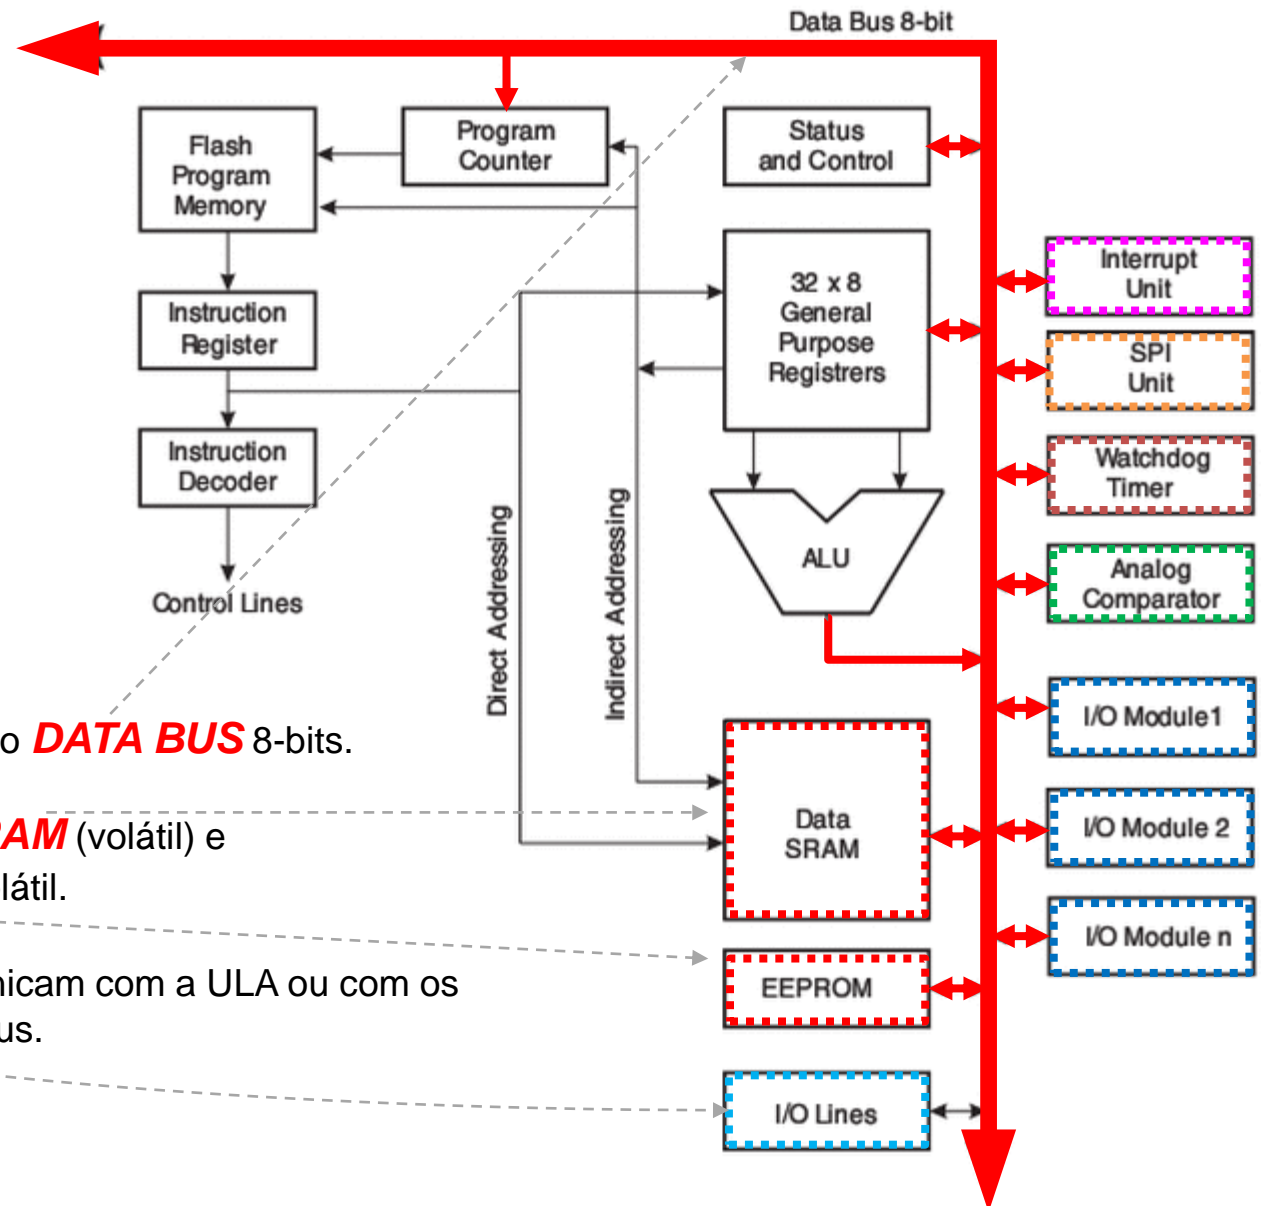 Data Bus 8-bit
Flash
Program
Memory
Program
Counter
Status
and Control
Instruction
Register
32 x 8
General
Purpose
Registrers
Interrupt
Unit
SPI
Unit
Instruction
Decoder
Watchdog
Timer
Control Lines
Direct Addressing
Indirect Addressing
ALU
Analog
Comparator
o DATA BUS 8-bits.
I/O Module1
RAM (volátil) e
látil.
Data
SRAM
I/O Module 2
I/O Module n
nicam com a ULA ou com os
us.
EEPROM
I/O Lines